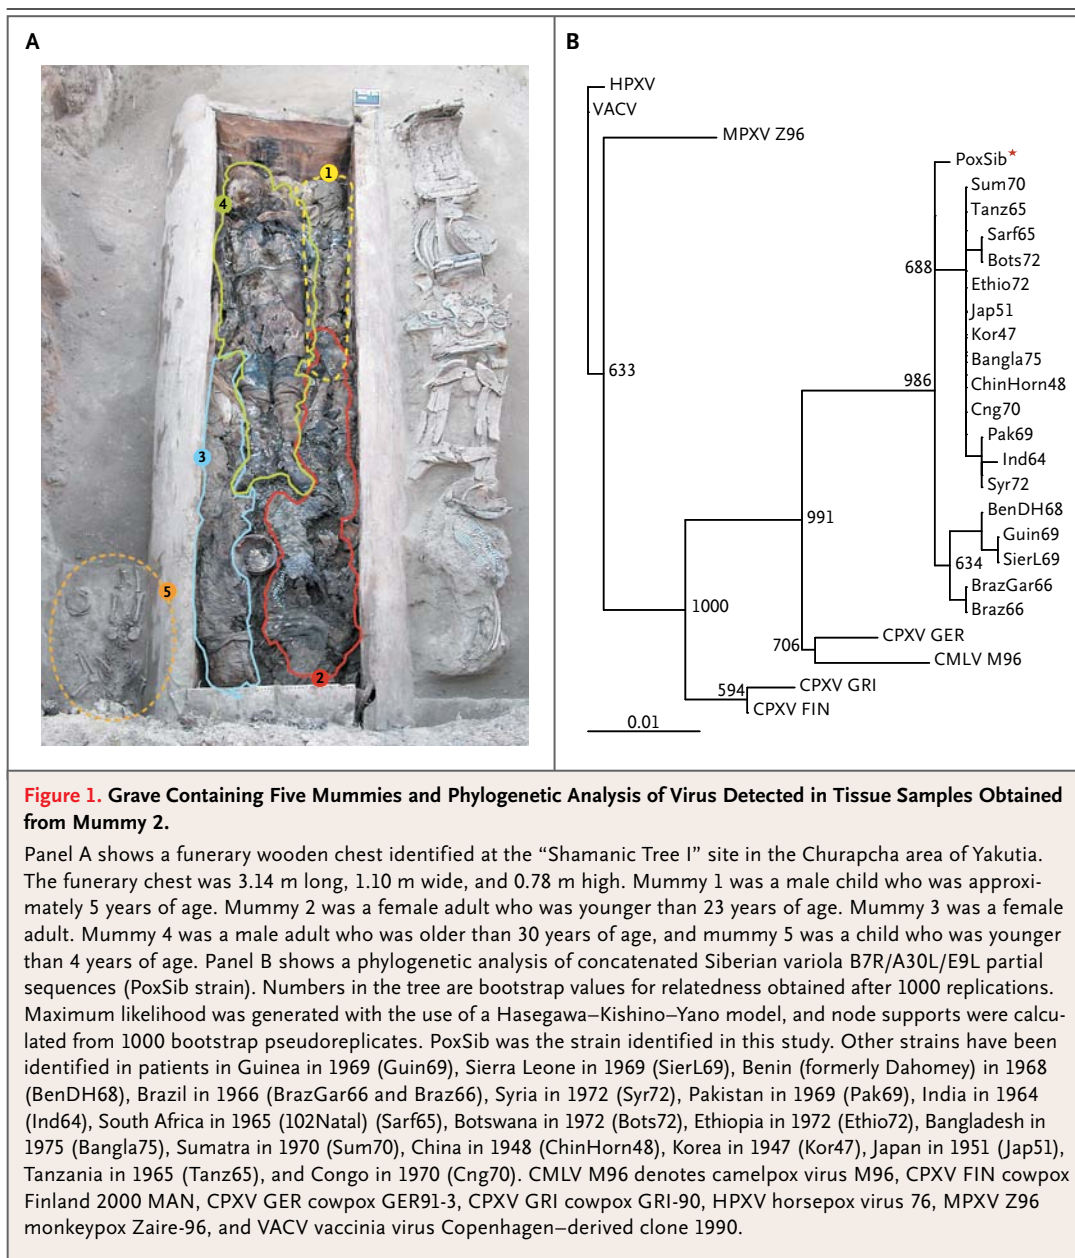 A
B
1
4
3
5
2
HPXV
VACV
MPXV Z96
PoxSib★
Sum70
Tanz65
Sarf65
688
Bots72
Ethio72
Jap51
Kor47
633
Bangla75
986
ChinHorn48
Cng70
Pak69
Ind64
Syr72
BenDH68
991
Guin69
SierL69
634
BrazGar66
1000
Braz66
CPXV GER
706
CMLV M96
594
CPXV GRI
CPXV FIN
0.01
Figure 1. Grave Containing Five Mummies and Phylogenetic Analysis of Virus Detected in Tissue Samples Obtained
from Mummy 2.
Panel A shows a funerary wooden chest identified at the “Shamanic Tree I” site in the Churapcha area of Yakutia.
The funerary chest was 3.14 m long, 1.10 m wide, and 0.78 m high. Mummy 1 was a male child who was approxi-
mately 5 years of age. Mummy 2 was a female adult who was younger than 23 years of age. Mummy 3 was a female
adult. Mummy 4 was a male adult who was older than 30 years of age, and mummy 5 was a child who was younger
than 4 years of age. Panel B shows a phylogenetic analysis of concatenated Siberian variola B7R/A30L/E9L partial
sequences (PoxSib strain). Numbers in the tree are bootstrap values for relatedness obtained after 1000 replications.
Maximum likelihood was generated with the use of a Hasegawa–Kishino–Yano model, and node supports were calcu-
lated from 1000 bootstrap pseudoreplicates. PoxSib was the strain identified in this study. Other strains have been
identified in patients in Guinea in 1969 (Guin69), Sierra Leone in 1969 (SierL69), Benin (formerly Dahomey) in 1968
(BenDH68), Brazil in 1966 (BrazGar66 and Braz66), Syria in 1972 (Syr72), Pakistan in 1969 (Pak69), India in 1964
(Ind64), South Africa in 1965 (102Natal) (Sarf65), Botswana in 1972 (Bots72), Ethiopia in 1972 (Ethio72), Bangladesh in
1975 (Bangla75), Sumatra in 1970 (Sum70), China in 1948 (ChinHorn48), Korea in 1947 (Kor47), Japan in 1951 (Jap51),
Tanzania in 1965 (Tanz65), and Congo in 1970 (Cng70). CMLV M96 denotes camelpox virus M96, CPXV FIN cowpox
Finland 2000 MAN, CPXV GER cowpox GER91-3, CPXV GRI cowpox GRI-90, HPXV horsepox virus 76, MPXV Z96
monkeypox Zaire-96, and VACV vaccinia virus Copenhagen–derived clone 1990.